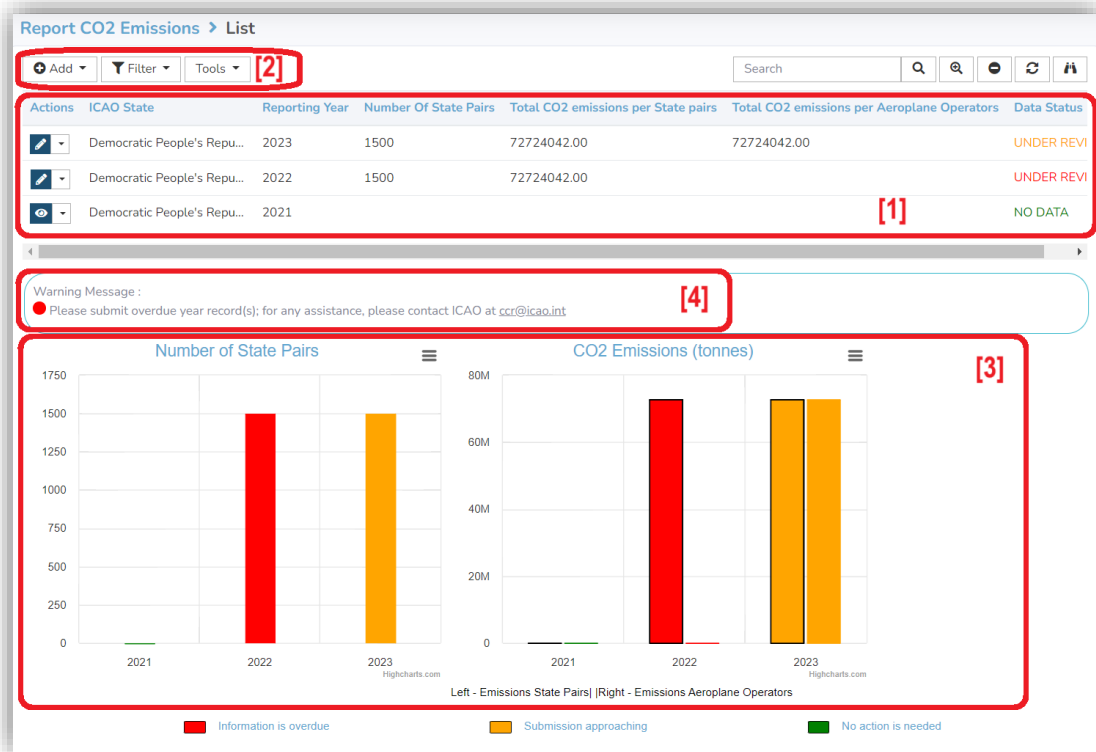 Report CO2 Emissions > List
Add Filter Tools [2] Search
Actions ICAO State Reporting Year Number Of State Pairs Total CO2 emissions per State pairs Total CO2 emissions per Aeroplane Operators Data Status
Democratic People's Repu... 2023 1500 72724042.00 72724042.00 UNDER REVI
Democratic People's Repu... 2022 1500 72724042.00 UNDER REVI
Democratic People's Repu... 2021 [1] NO DATA
Warning Message :
Please submit overdue year record(s); for any assistance, please contact ICAO at ccr@icao.int
[4]
[3]
Number of State Pairs
1750
1500
1250
1000
750
500
250
0
2021 2022 2023
Highcharts.com
CO2 Emissions (tonnes)
80M
60M
40M
20M
0
2021 2022 2023
Highcharts.com
Left - Emissions State Pairs| |Right - Emissions Aeroplane Operators
Information is overdue Submission approaching No action is needed